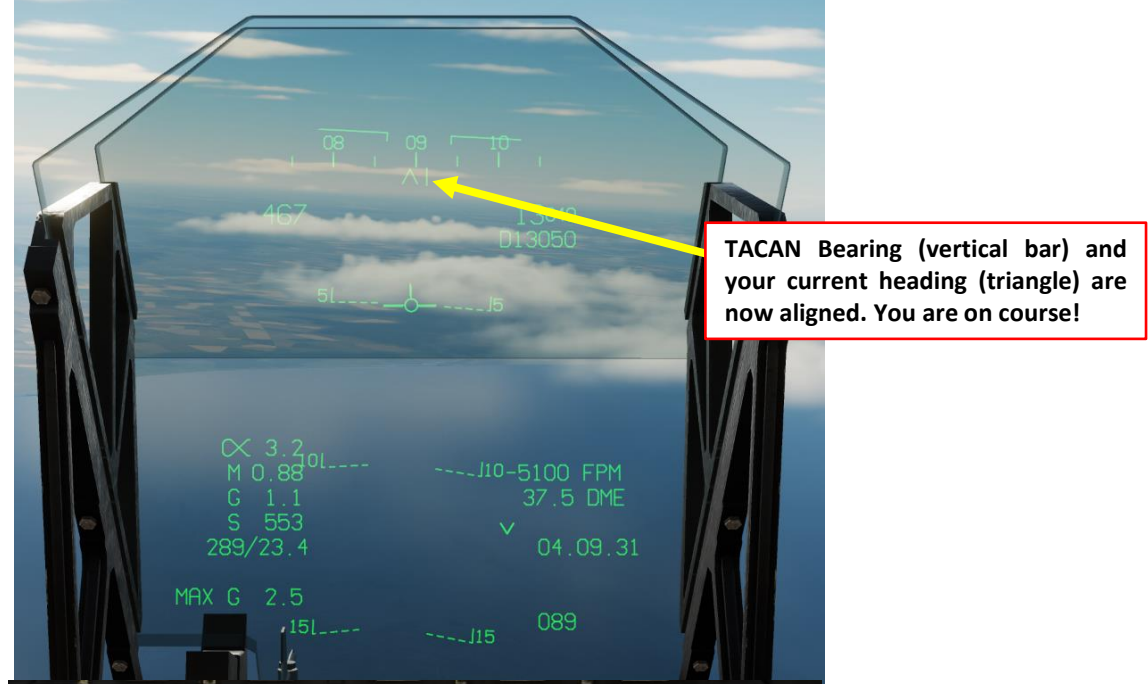 08 09 10
467
D13050
5 5
TACAN Bearing (vertical bar) and
your current heading (triangle) are
now aligned. You are on course!
α 3.2
10 10 -5100 FPM
M 0.88
G 1.1 37.5 DME
S 553
289/23.4 04.09.31
MAX G 2.5
089
15 15